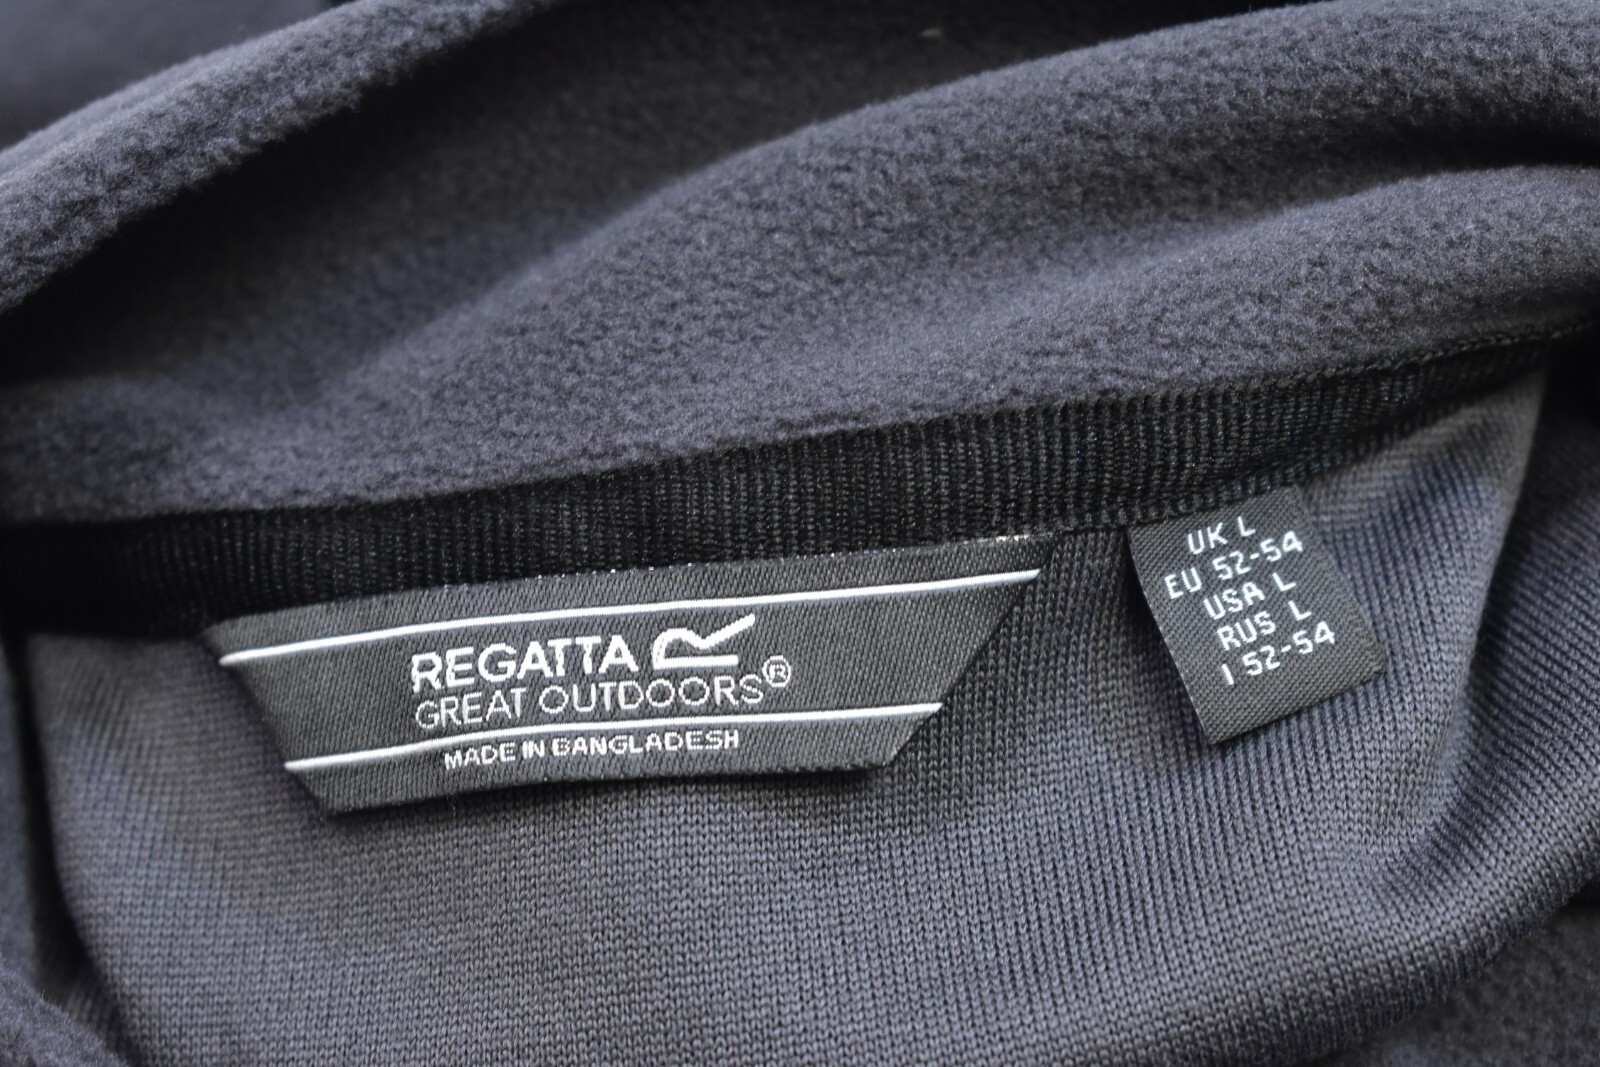 REGATTA
GREAT OUTDOORS®
MADE IN BANGLADESH
UK L
EU 52-54
USA L
RUS L
I 52-54